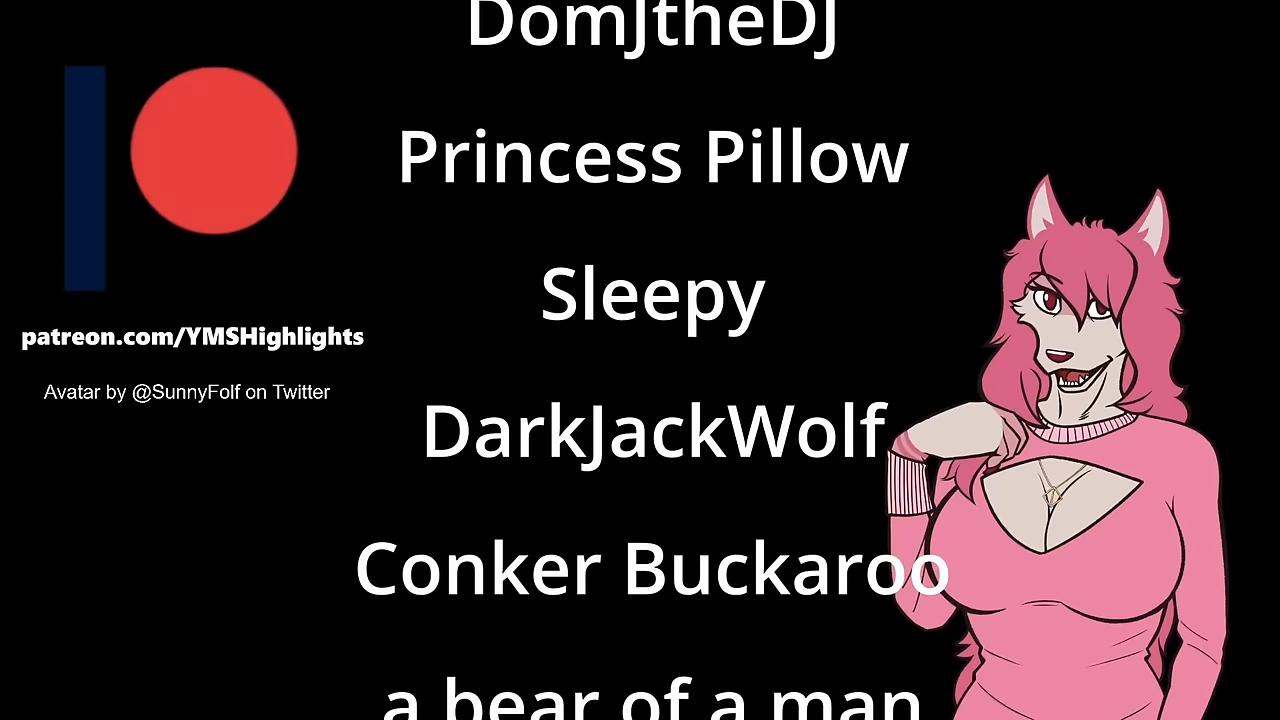 DomJtheDJ
Princess Pillow
Sleepy
patreon.com/YMSHighlights
Avatar by @SunnyFolf on Twitter
DarkJackWolf
Conker Buckaroo
a bear of a man